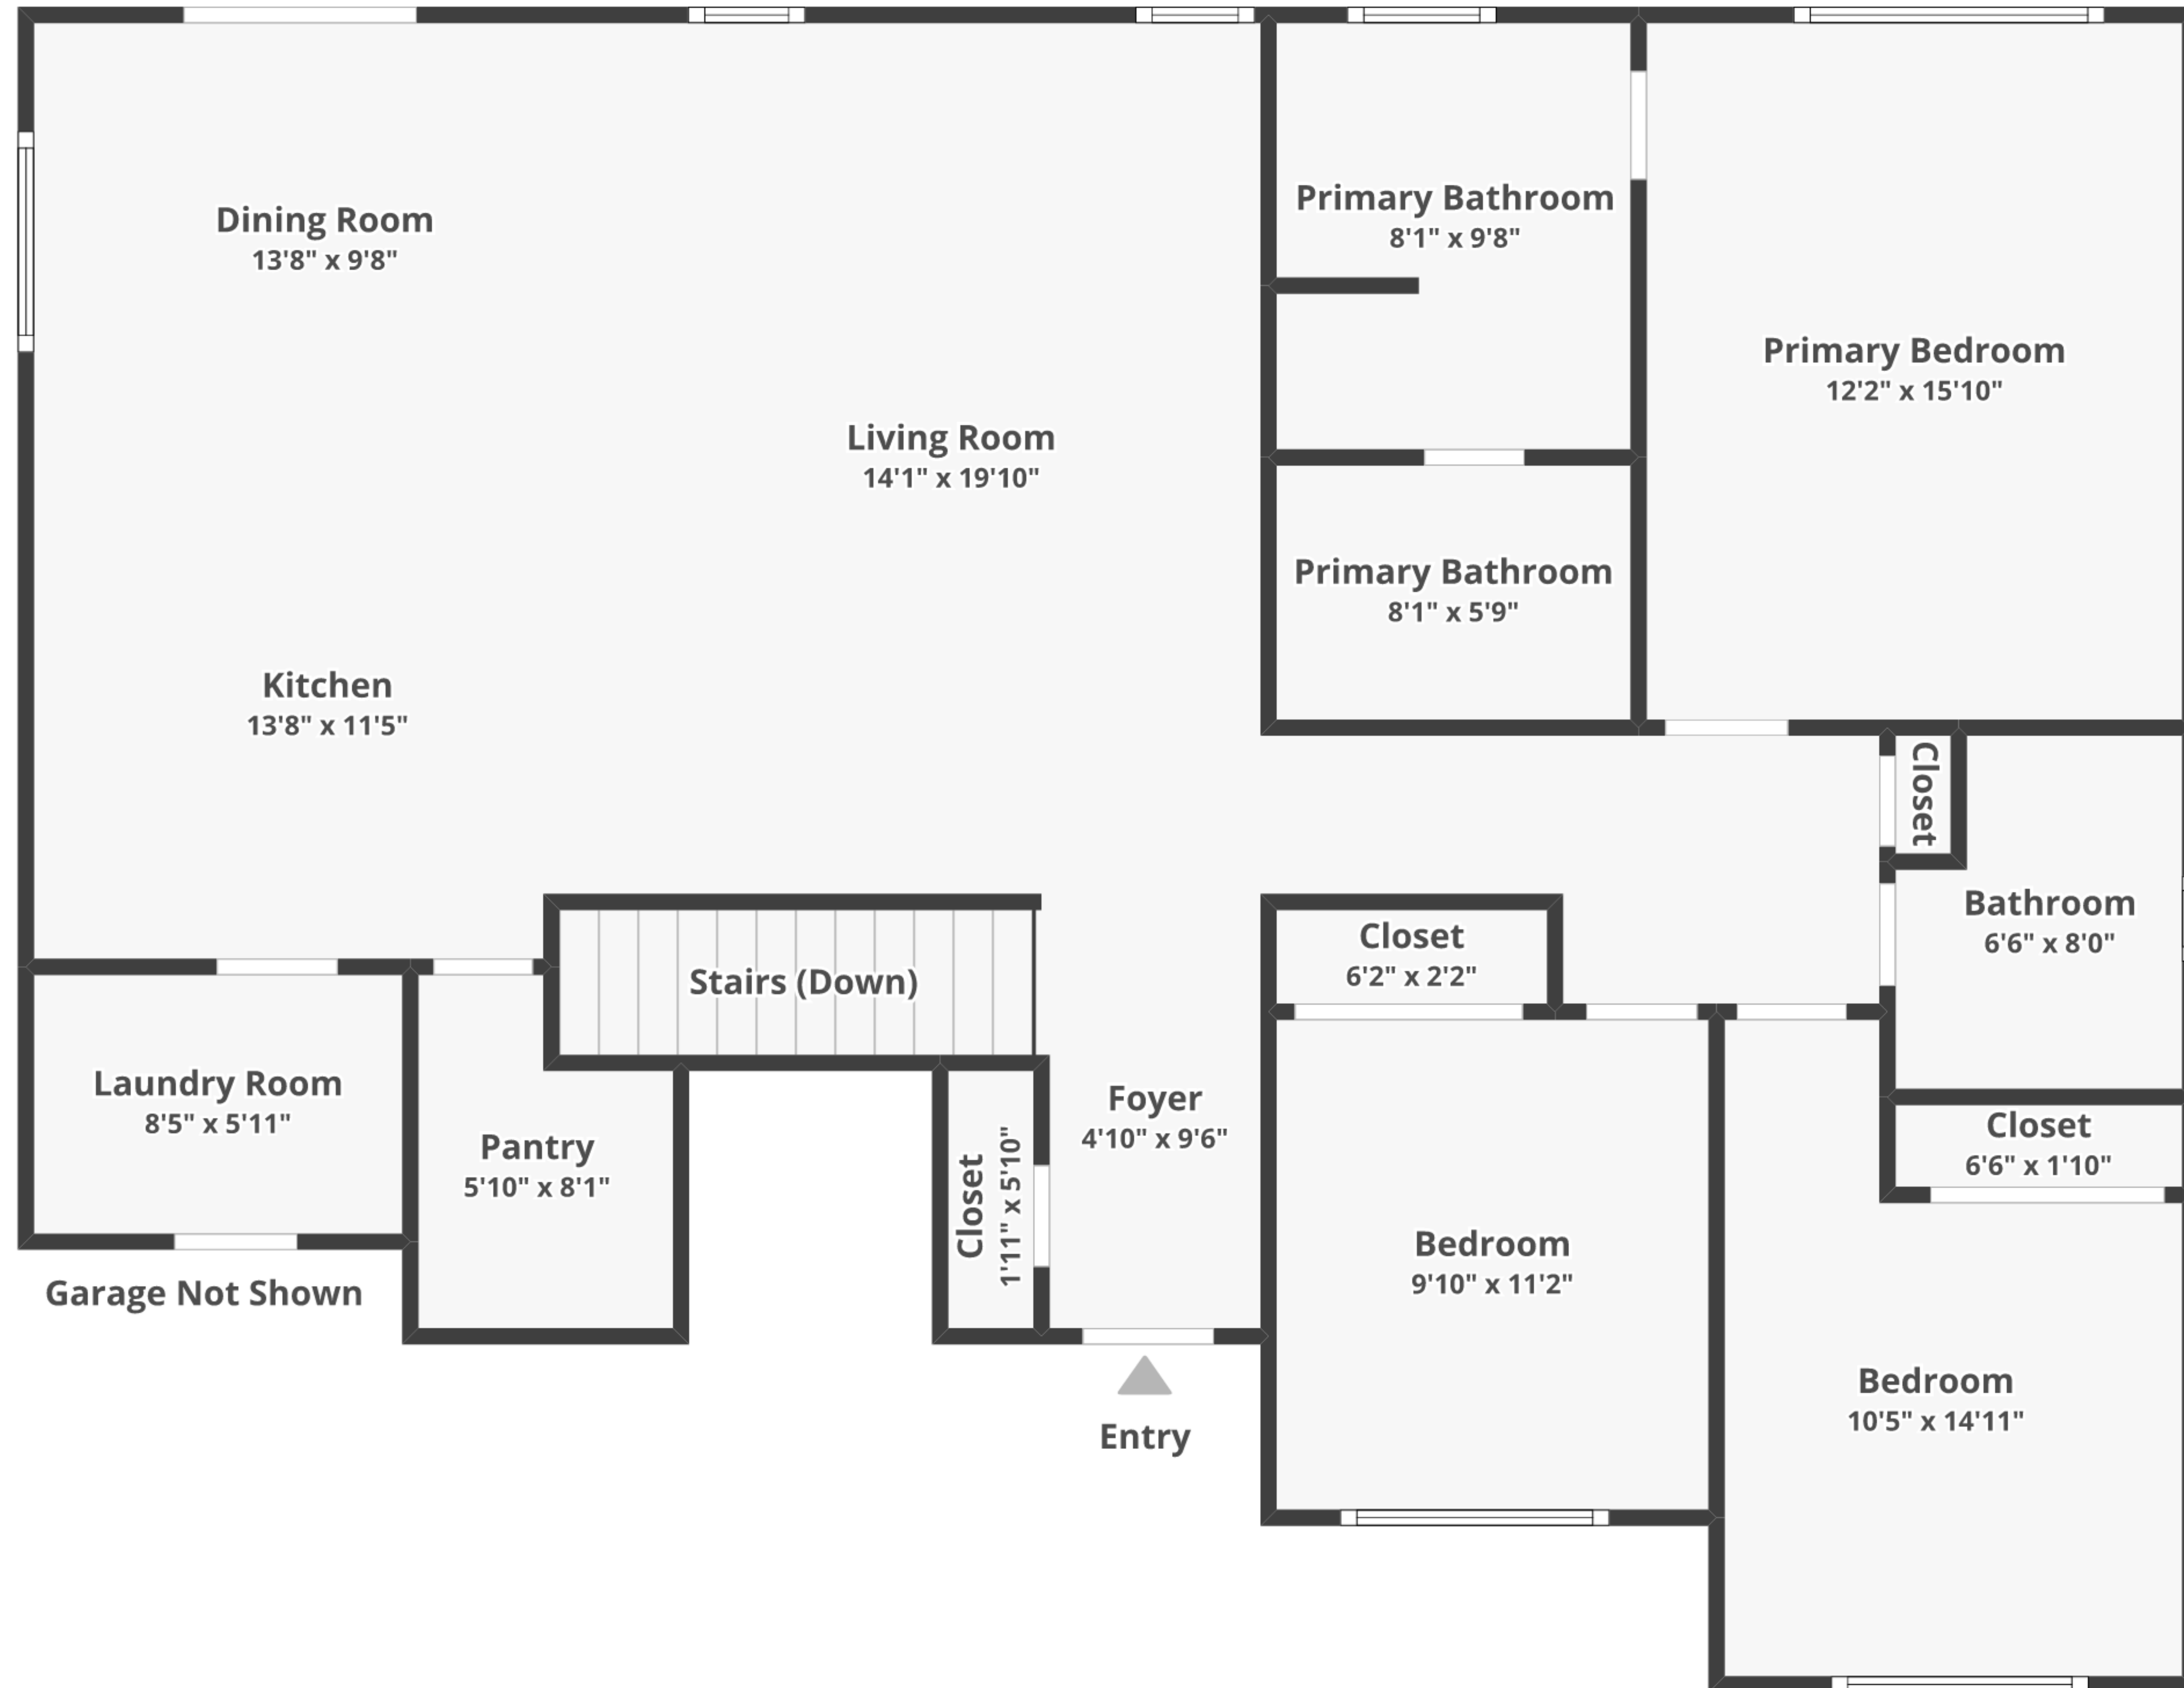 Dining Room
13'8" x 9'8"
Living Room
14'1" x 19'10"
Kitchen
13'8" x 11'5"
Primary Bathroom
8'1" x 9'8"
Primary Bedroom
12'2" x 15'10"
Primary Bathroom
8'1" x 5'9"
Closet
Bathroom
6'6" x 8'0"
Closet
6'2" x 2'2"
Stairs (Down)
Laundry Room
8'5" x 5'11"
Pantry
5'10" x 8'1"
Closet
1'11" x 5'10"
Foyer
4'10" x 9'6"
Closet
6'6" x 1'10"
Bedroom
9'10" x 11'2"
Garage Not Shown
Bedroom
10'5" x 14'11"
Entry